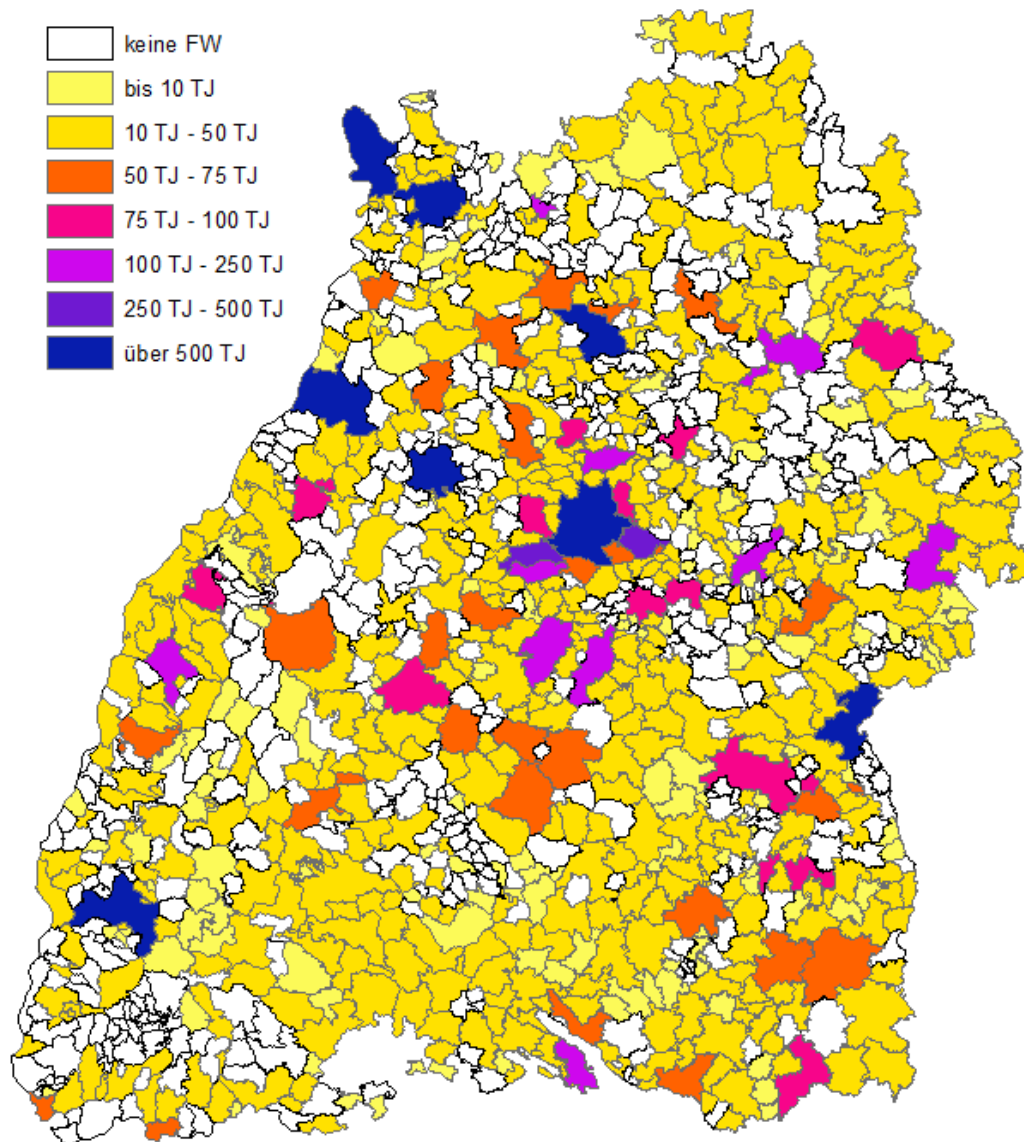 keine FW
bis 10 TJ
10 TJ - 50 TJ
50 TJ - 75 TJ
75 TJ - 100 TJ
100 TJ - 250 TJ
250 TJ - 500 TJ
über 500 TJ